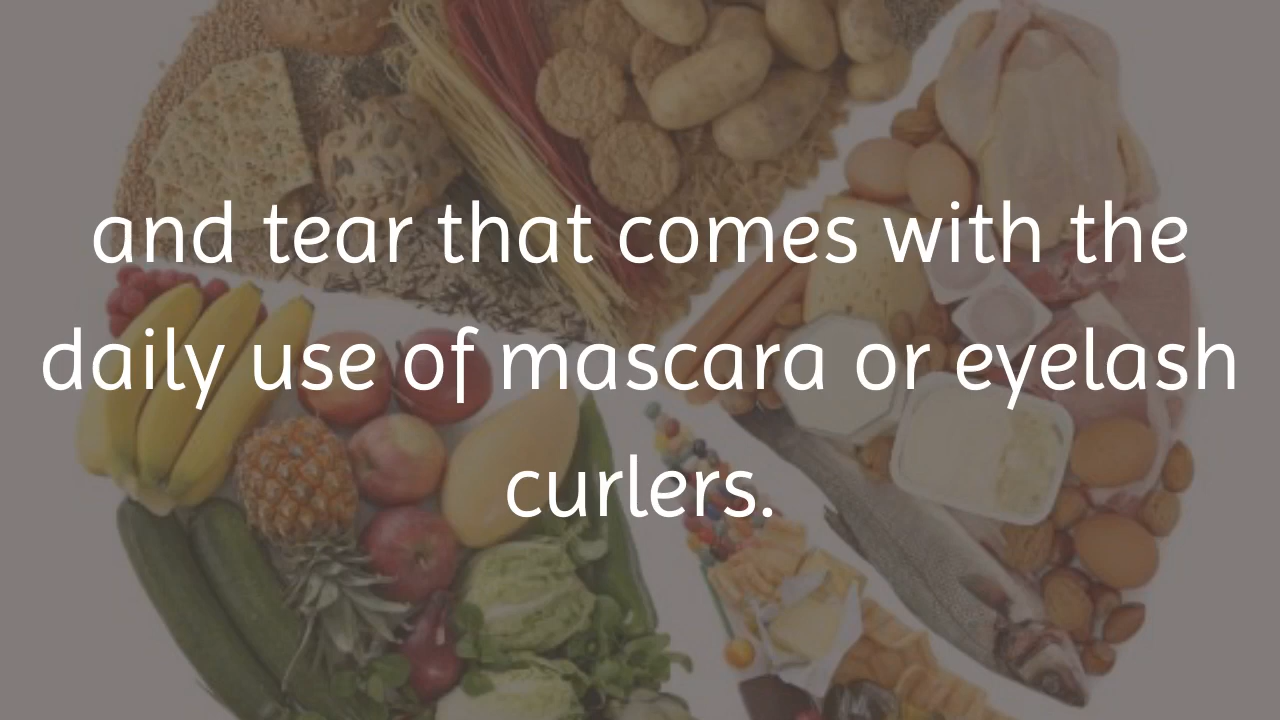 and tear that comes with the
daily use of mascara or eyelash
curlers.